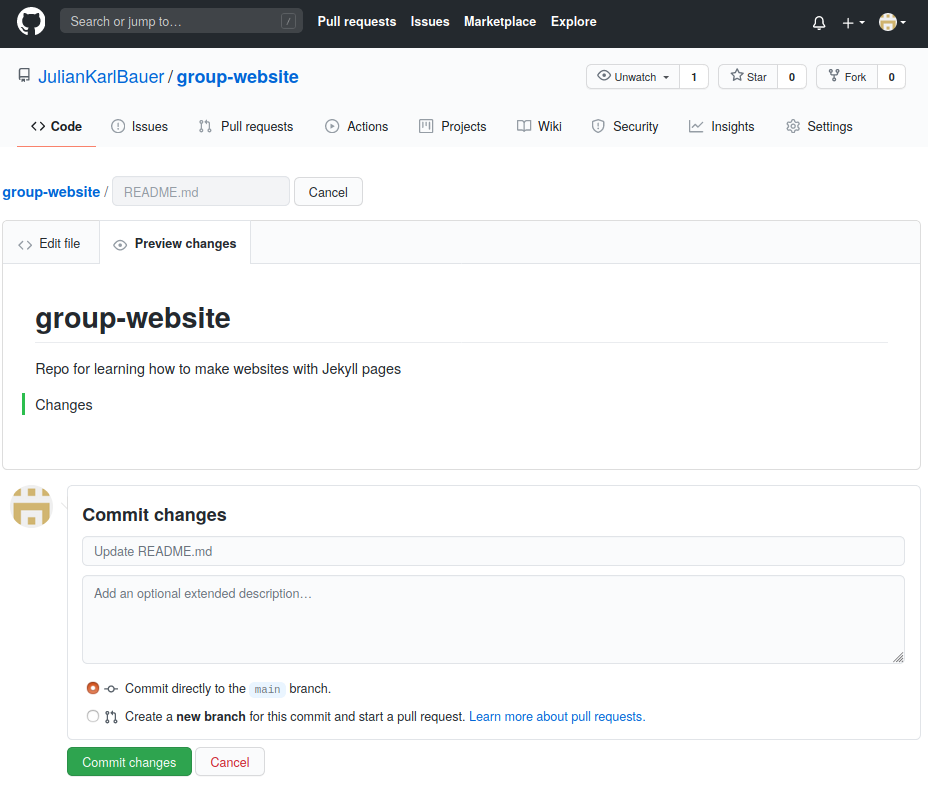 Search or jump to… / Pull requests Issues Marketplace Explore
JulianKarlBauer / group-website Unwatch 1 Star 0 Fork 0
Code Issues Pull requests Actions Projects Wiki Security Insights Settings
group-website / README.md Cancel
Edit file Preview changes
group-website
Repo for learning how to make websites with Jekyll pages
Changes
Commit changes
Update README.md
Add an optional extended description…
Commit directly to the main branch.
Create a new branch for this commit and start a pull request. Learn more about pull requests.
Commit changes Cancel